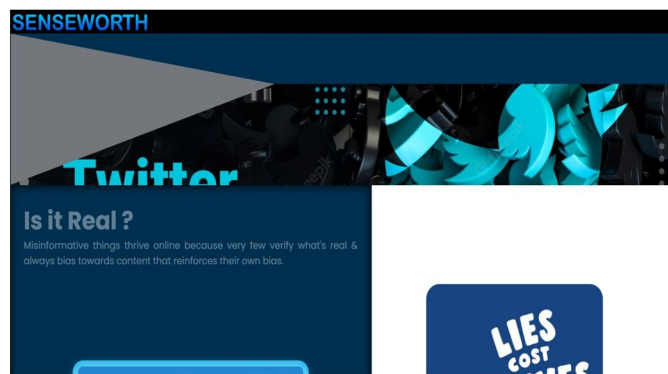 SENSEWORTH
Twitter
Is it Real ?
Misinformative things thrive online because very few verify what's real &
always bias towards content that reinforces their own bias.
LIES
COST